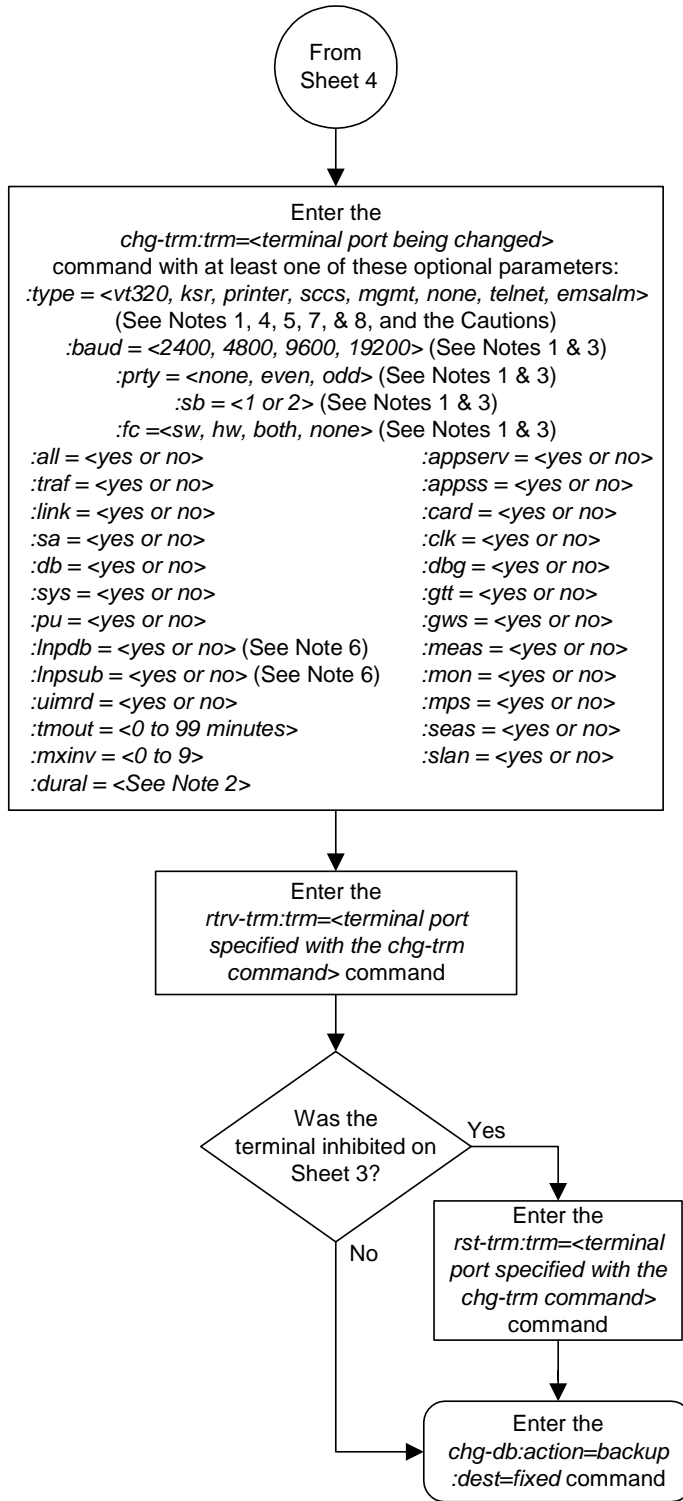 From
Sheet 4
Enter the
chg-trm:trm=<terminal port being changed>
command with at least one of these optional parameters:
:type = <vt320, ksr, printer, sccs, mgmt, none, telnet, emsalm>
(See Notes 1, 4, 5, 7, & 8, and the Cautions)
:baud = <2400, 4800, 9600, 19200> (See Notes 1 & 3)
:prty = <none, even, odd> (See Notes 1 & 3)
:sb = <1 or 2> (See Notes 1 & 3)
:fc =<sw, hw, both, none> (See Notes 1 & 3)
:all = <yes or no>
:traf = <yes or no>
:link = <yes or no>
:sa = <yes or no>
:db = <yes or no>
:sys = <yes or no>
:pu = <yes or no>
:lnpdb = <yes or no> (See Note 6)
:lnpsub = <yes or no> (See Note 6)
:uimrd = <yes or no>
:tmout = <0 to 99 minutes>
:mxinv = <0 to 9>
:dural = <See Note 2>
:appserv = <yes or no>
:appss = <yes or no>
:card = <yes or no>
:clk = <yes or no>
:dbg = <yes or no>
:gtt = <yes or no>
:gws = <yes or no>
:meas = <yes or no>
:mon = <yes or no>
:mps = <yes or no>
:seas = <yes or no>
:slan = <yes or no>
Enter the
rtrv-trm:trm=<terminal port
specified with the chg-trm
command> command
Was the
terminal inhibited on
Sheet 3?
Yes
No
Enter the
rst-trm:trm=<terminal
port specified with the
chg-trm command>
command
Enter the
chg-db:action=backup
:dest=fixed command